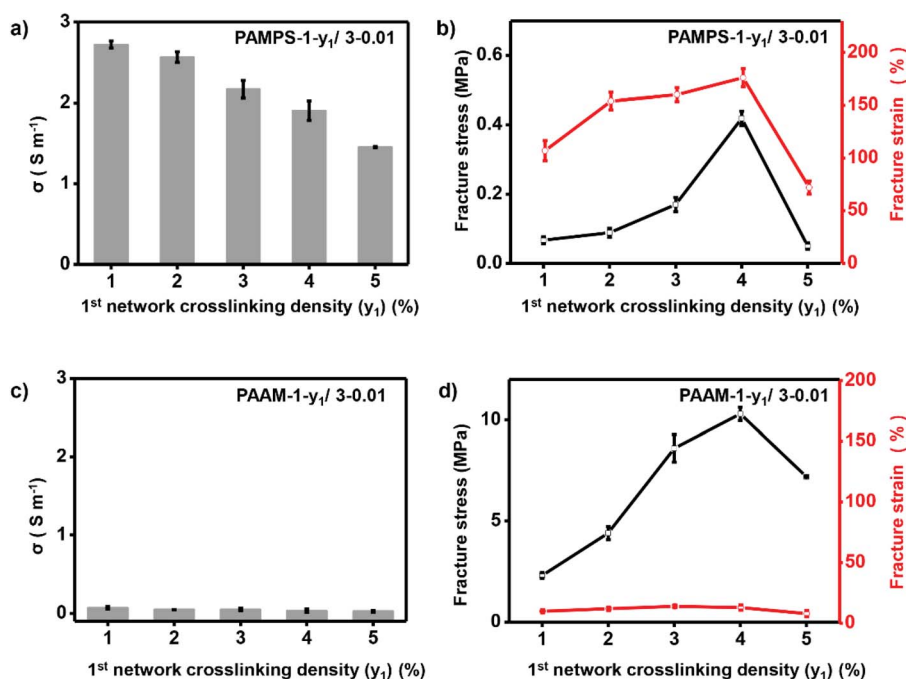 a)
PAMPS-1-y₁/ 3-0.01
σ ( S m⁻¹)
3
2
1
0
1 2 3 4 5
1ˢᵗ network crosslinking density (y₁) (%)
b)
PAMPS-1-y₁/ 3-0.01
Fracture stress (MPa)
0.6
0.4
0.2
0.0
200
150
100
50
0
Fracture strain ( % )
1 2 3 4 5
1ˢᵗ network crosslinking density (y₁) (%)
c)
PAAM-1-y₁/ 3-0.01
σ ( S m⁻¹)
3
2
1
0
1 2 3 4 5
1ˢᵗ network crosslinking density (y₁) (%)
d)
PAAM-1-y₁/ 3-0.01
Fracture stress (MPa)
10
5
0
200
150
100
50
0
Fracture strain ( % )
1 2 3 4 5
1ˢᵗ network crosslinking density (y₁) (%)